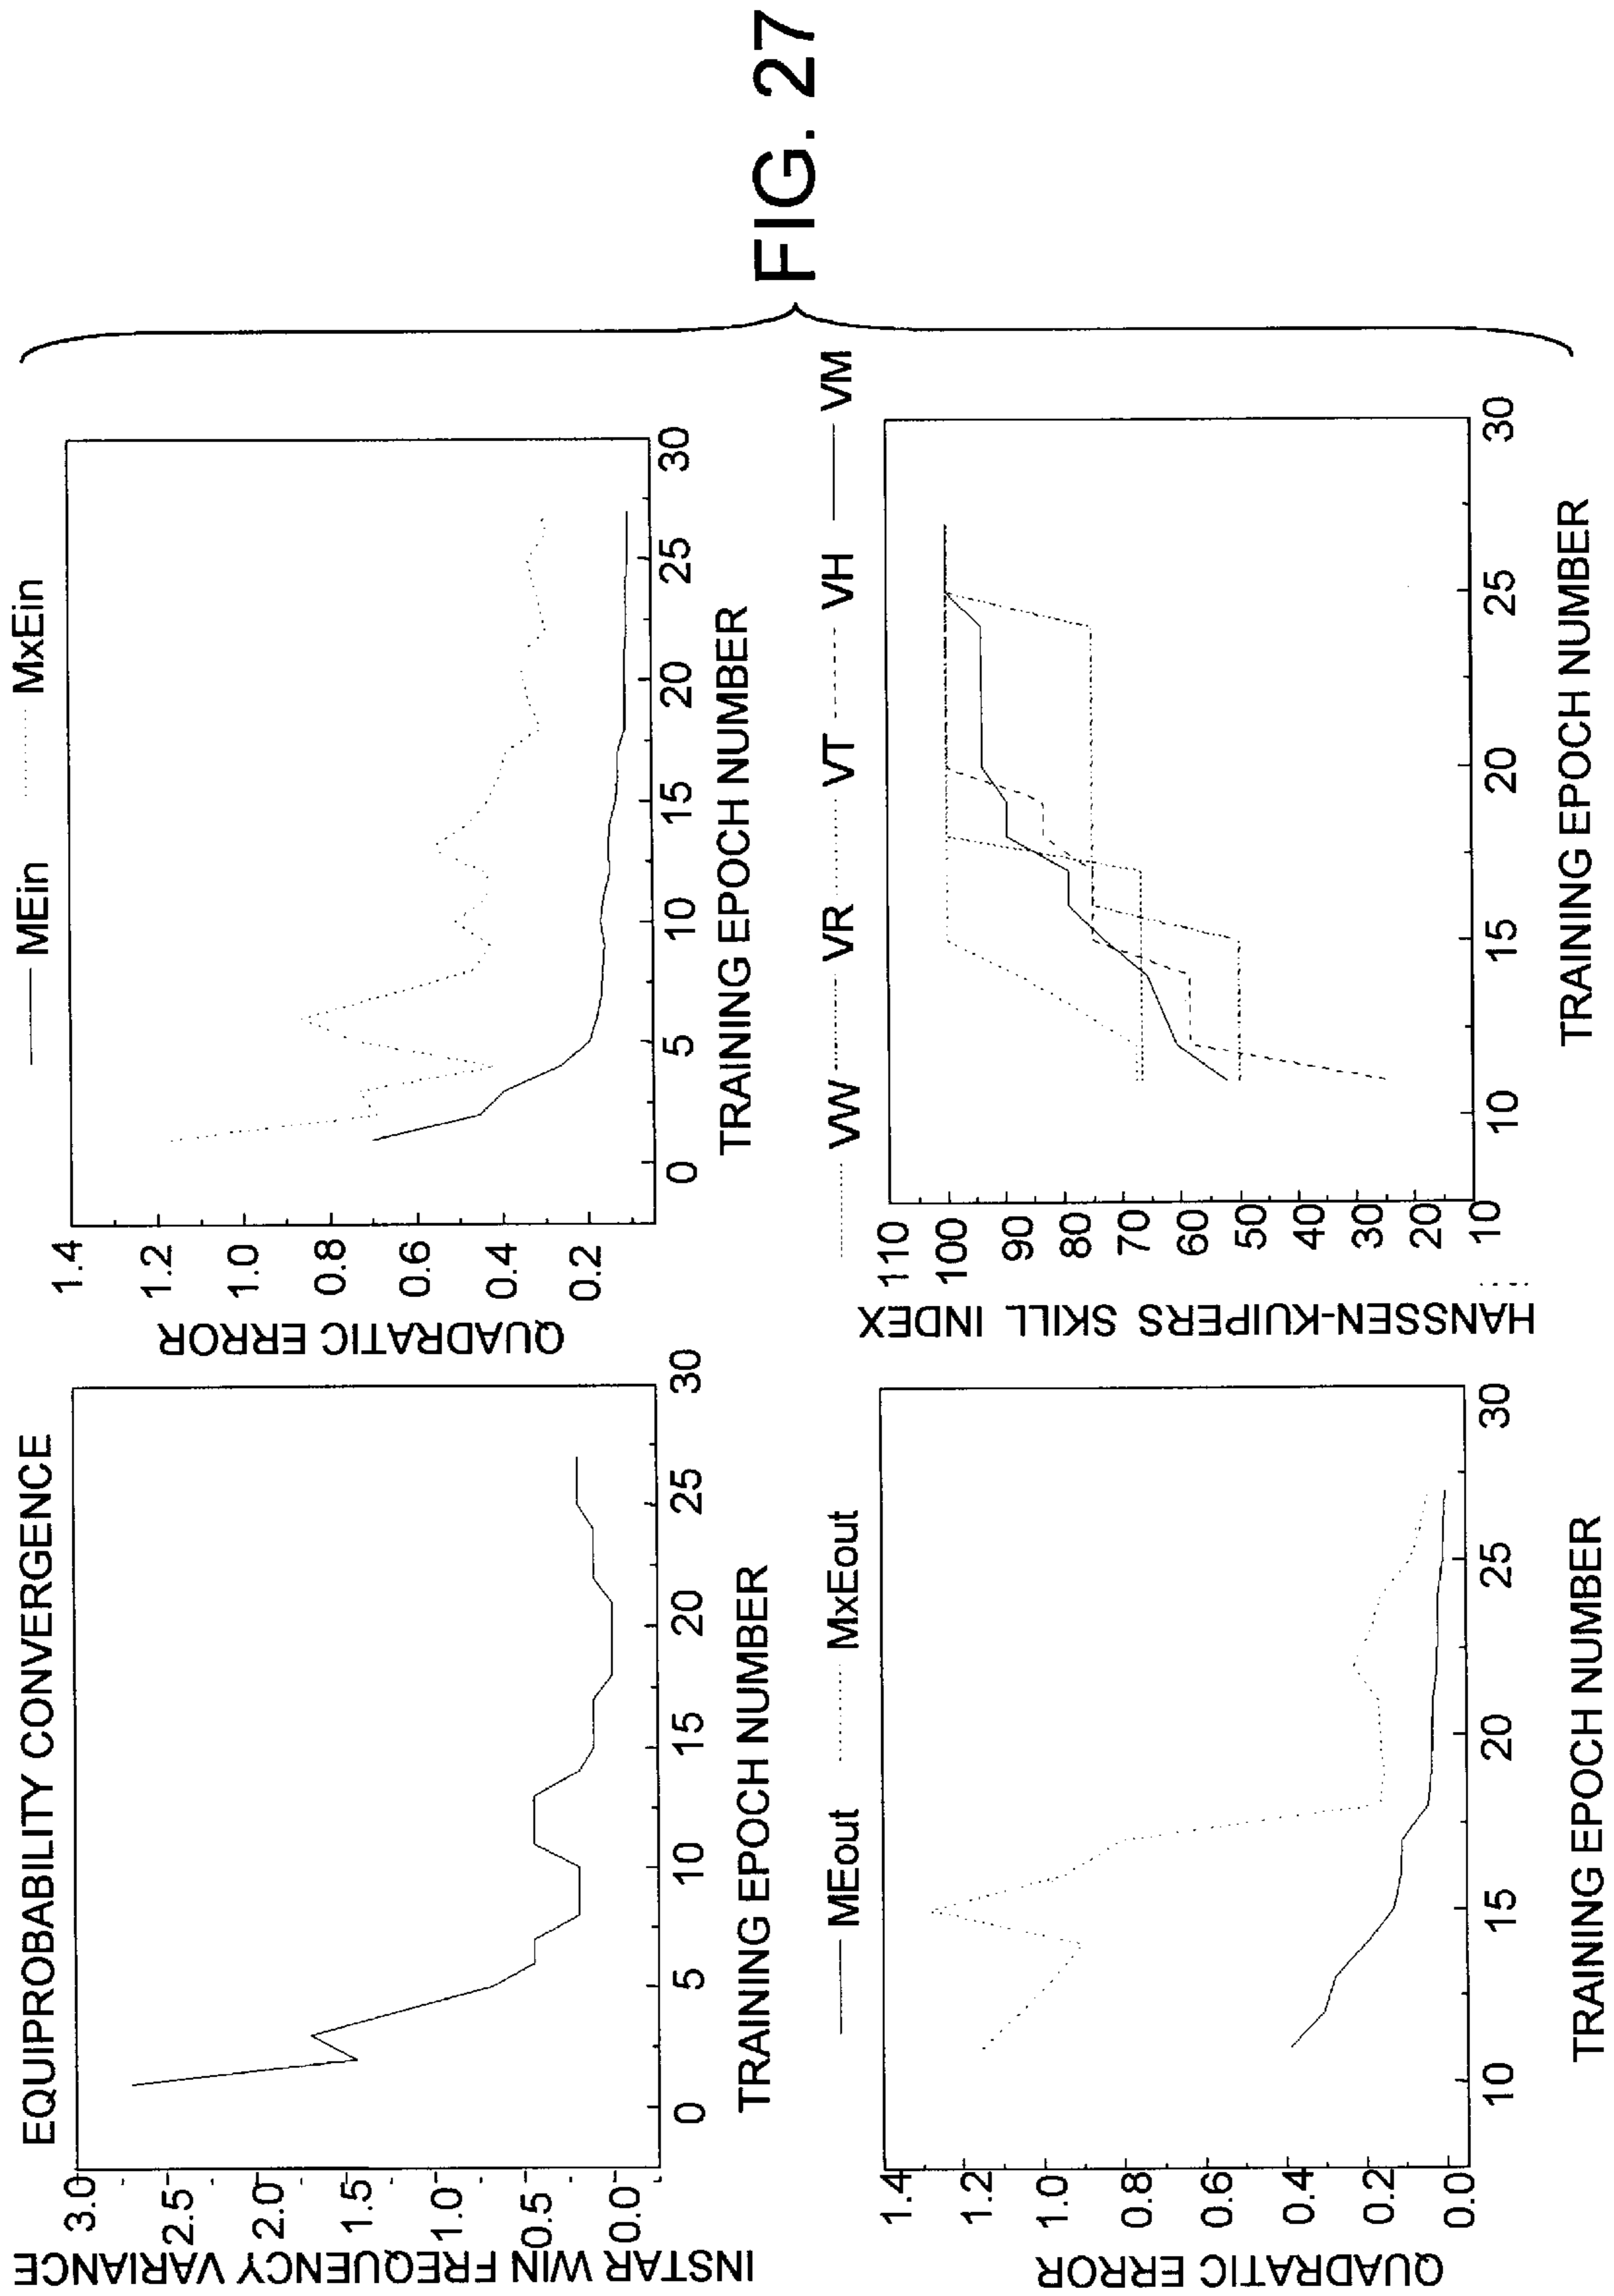 EQUIPROBABILITY CONVERGENCE
INSTAR WIN FREQUENCY VARIANCE
3.0
2.5
2.0
1.5
1.0
0.5
0.0
0 5 10 15 20 25 30
TRAINING EPOCH NUMBER
MEin MxEin
QUADRATIC ERROR
1.4
1.2
1.0
0.8
0.6
0.4
0.2
0 5 10 15 20 25 30
TRAINING EPOCH NUMBER
MEout MxEout
QUADRATIC ERROR
1.4
1.2
1.0
0.8
0.6
0.4
0.2
0.0
10 15 20 25 30
TRAINING EPOCH NUMBER
VW VR VT VH VM
HANSSEN-KUIPERS SKILL INDEX
110
100
90
80
70
60
50
40
30
20
10
10 15 20 25 30
TRAINING EPOCH NUMBER
FIG. 27